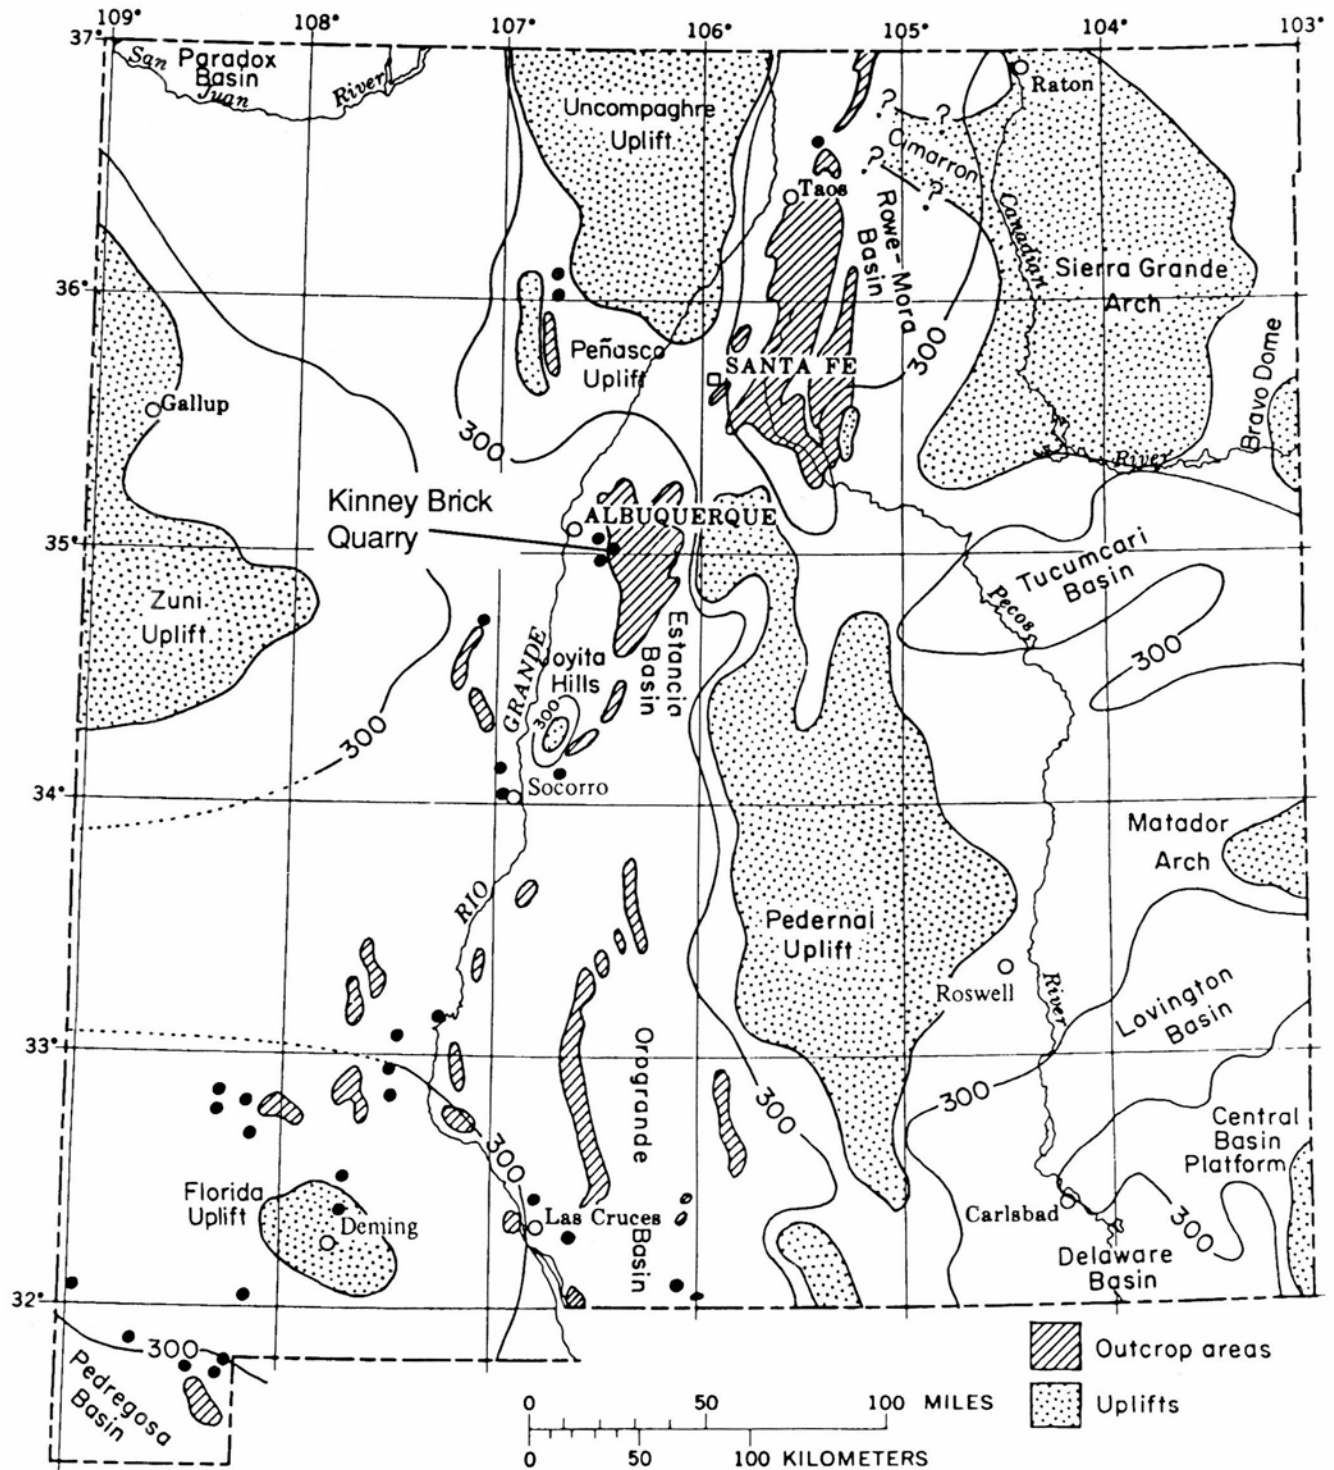 109°
108°
107°
106°
105°
104°
103°
37°
San
Paradox
Basin
Juan
River
Uncompaghre
Uplift
Raton
?
?
Cimarron
?
?
Taos
Rowe-Mora
Basin
Canadian
Sierra Grande
Arch
36°
Peñasco
Uplift
SANTA FE
300
Bravo Dome
Gallup
300
River
Kinney Brick
Quarry
ALBUQUERQUE
35°
Tucumcari
Basin
Zuni
Uplift
Pecos
Estancia
Basin
300
GRANDE
Joyita
Hills
300
300
Socorro
34°
Matador
Arch
RIO
Pedernal
Uplift
Roswell
River
Lovington
Basin
33°
Orogrande
Basin
300
300
300
Central
Basin
Platform
Florida
Uplift
Deming
Las Cruces
Carlsbad
300
Delaware
Basin
32°
300
Pedregosa
Basin
Outcrop areas
Uplifts
0 50 100 MILES
0 50 100 KILOMETERS